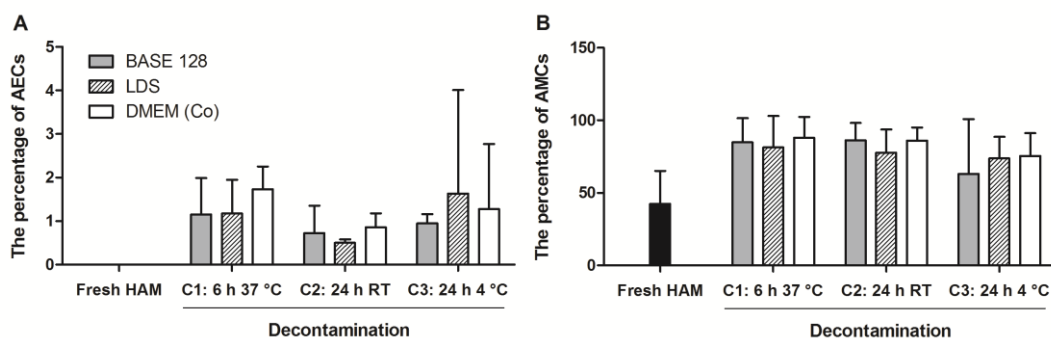 A
The percentage of AECs
5
4
3
2
1
0
BASE 128
LDS
DMEM (Co)
Fresh HAM
C1: 6 h 37 °C
C2: 24 h RT
C3: 24 h 4 °C
Decontamination
B
The percentage of AMCs
150
100
50
0
Fresh HAM
C1: 6 h 37 °C
C2: 24 h RT
C3: 24 h 4 °C
Decontamination